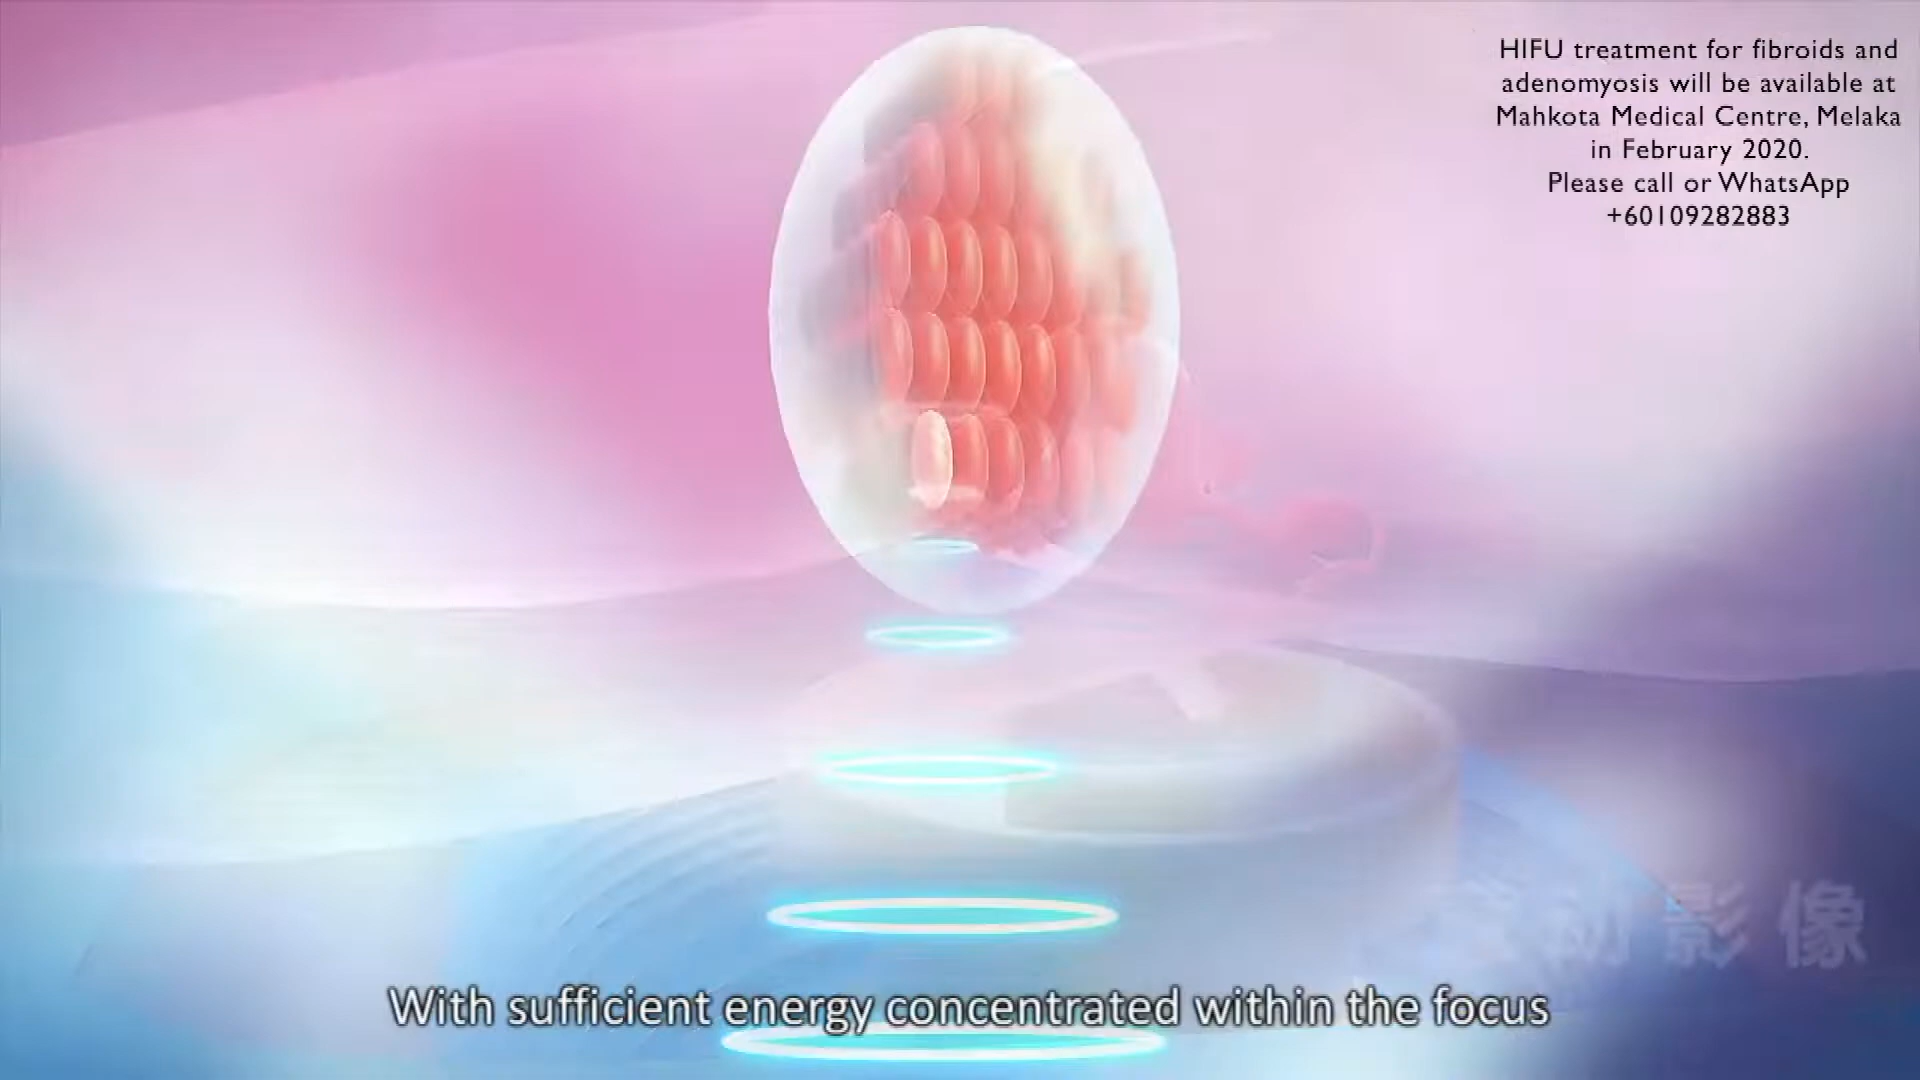 HIFU treatment for fibroids and
adenomyosis will be available at
Mahkota Medical Centre, Melaka
in February 2020.
Please call or WhatsApp
+60109282883
动影像
With sufficient energy concentrated within the focus